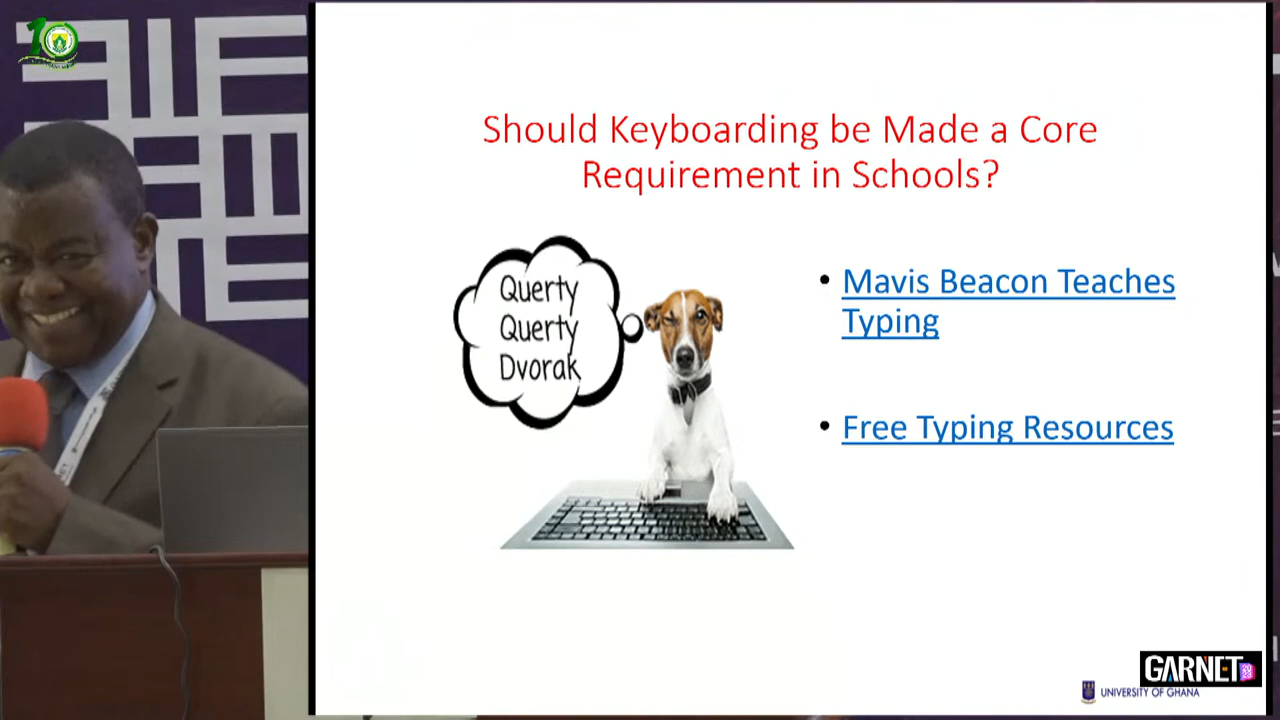 Should Keyboarding be Made a Core
Requirement in Schools?
Querty
Querty
Dvorak
• Mavis Beacon Teaches
Typing
• Free Typing Resources
GARNET
UNIVERSITY OF GHANA